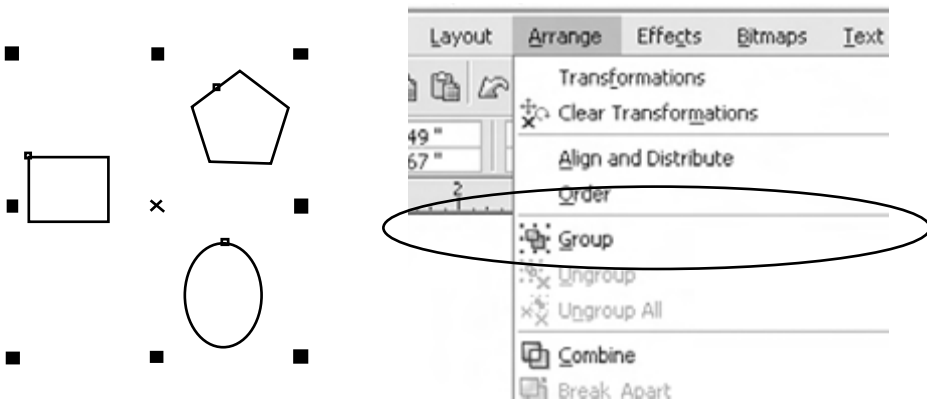 Layout Arrange Effects Bitmaps Text
Transformations
Clear Transformations
49 "
Align and Distribute
67 "
2
Order
Group
Ungroup
Ungroup All
Combine
Break Apart